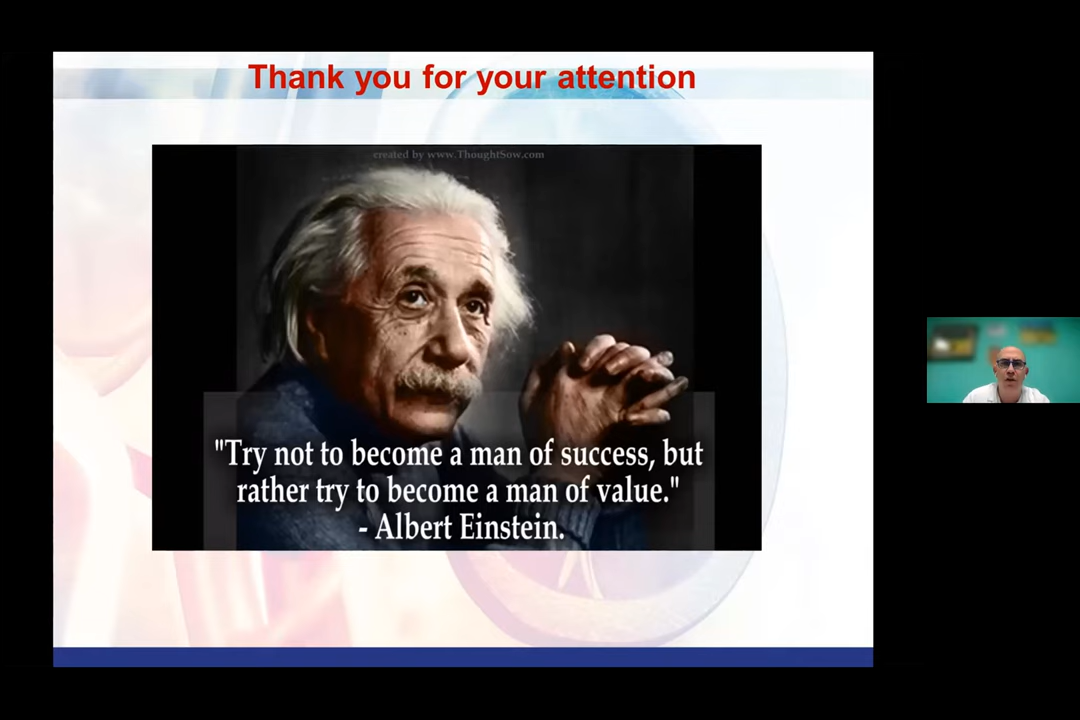 Thank you for your attention
created by www.ThoughtSow.com
"Try not to become a man of success, but
rather try to become a man of value."
- Albert Einstein.